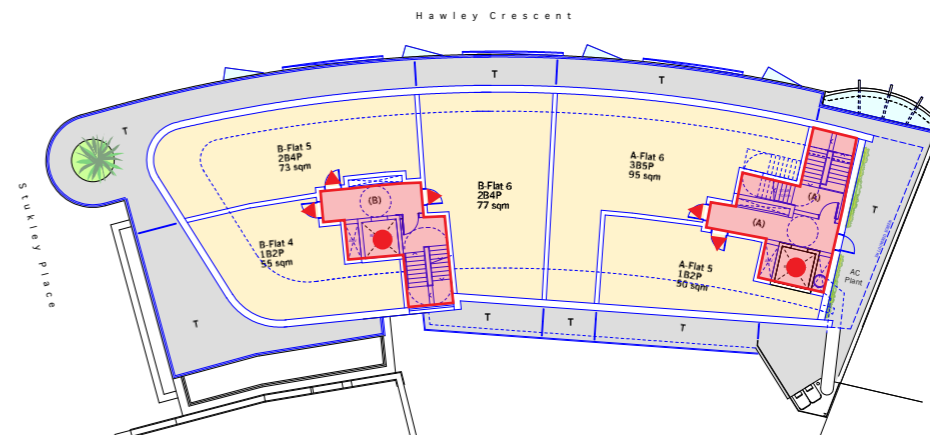 Hawley Crescent
T
T
T
B-Flat 5
2B4P
73 sqm
A-Flat 6
3B5P
95 sqm
B-Flat 6
2B4P
77 sqm
(B)
(A)
(A)
T
Stukley Place
B-Flat 4
1B2P
55 sqm
A-Flat 5
1B2P
50 sqm
AC
Plant
T
T
T
T